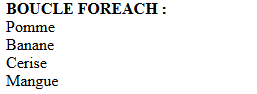 BOUCLE FOREACH :
Pomme
Banane
Cerise
Mangue